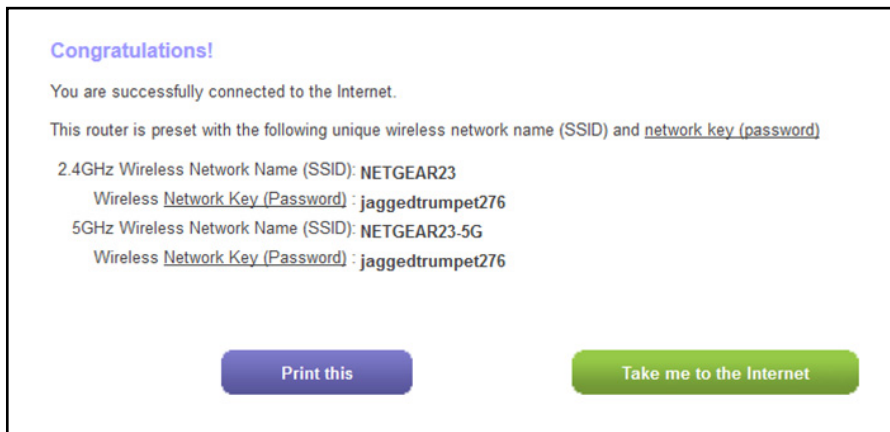 Congratulations!
You are successfully connected to the Internet.
This router is preset with the following unique wireless network name (SSID) and network key (password)
2.4GHz Wireless Network Name (SSID): NETGEAR23
Wireless Network Key (Password) : jaggedtrumpet276
5GHz Wireless Network Name (SSID): NETGEAR23-5G
Wireless Network Key (Password) : jaggedtrumpet276
Print this
Take me to the Internet